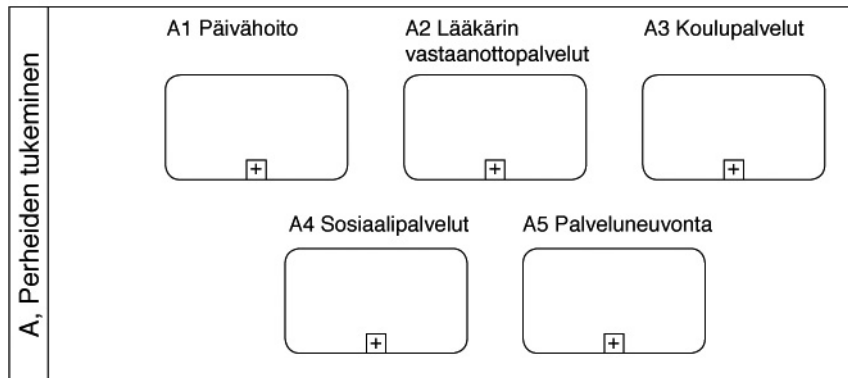 A, Perheiden tukeminen
A1 Päivähoito
A2 Lääkärin
vastaanottopalvelut
A3 Koulupalvelut
A4 Sosiaalipalvelut
A5 Palveluneuvonta